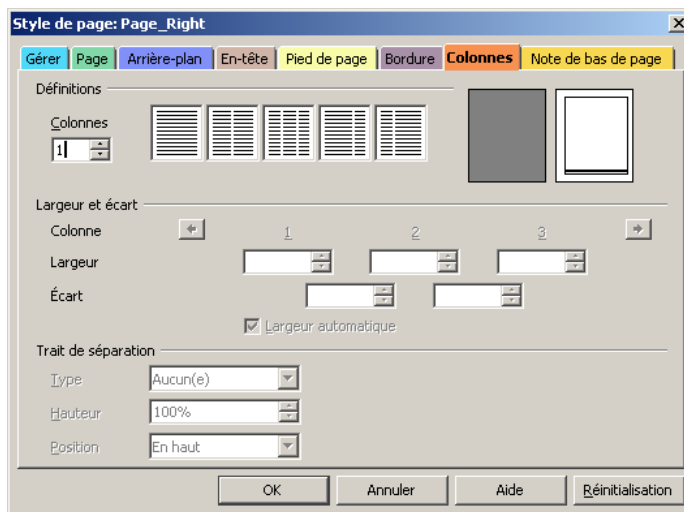 Style de page: Page_Right
Gérer Page Arrière-plan En-tête Pied de page Bordure Colonnes Note de bas de page
Définitions
Colonnes
1
Largeur et écart
Colonne 1 2 3
Largeur
Écart
Largeur automatique
Trait de séparation
Type Aucun(e)
Hauteur 100%
Position En haut
OK Annuler Aide Réinitialisation